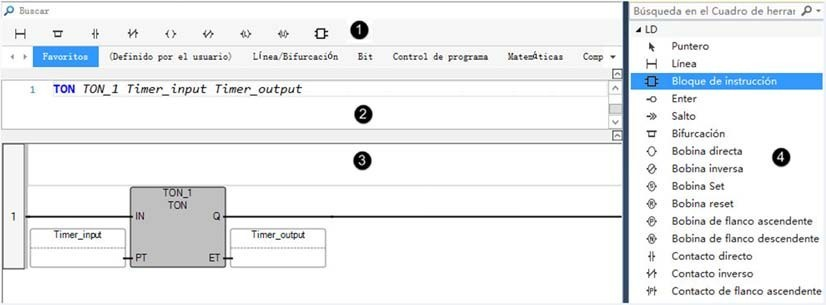 Buscar
1
Favoritos (Definido por el usuario) Línea/Bifurcación Bit Control de programa Matemáticas Comp
1 TON TON_1 Timer_input Timer_output
2
3
TON_1
TON
1
IN Q
Timer_input Timer_output
PT ET
Búsqueda en el Cuadro de herrar
LD
Puntero
Línea
Bloque de instrucción
Enter
Salto
Bifurcación
Bobina directa
4
Bobina inversa
Bobina Set
Bobina reset
Bobina de flanco ascendente
Bobina de flanco descendente
Contacto directo
Contacto inverso
Contacto de flanco ascendente